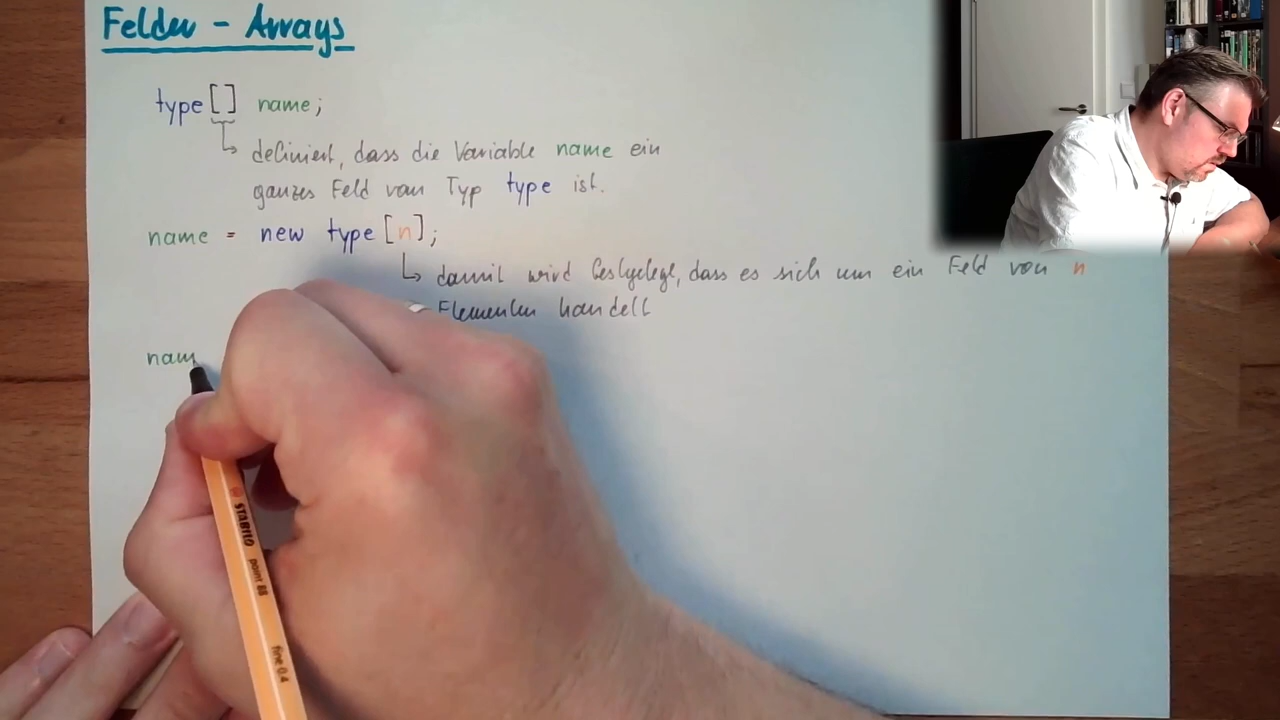 Felder - Arrays
type[] name;
definiert, dass die Variable name ein
ganzes Feld vom Typ type ist.
name = new type[n];
damit wird festgelegt, dass es sich um ein Feld von n
Elementen handelt
nam
STABILO point 88 fine 0.4